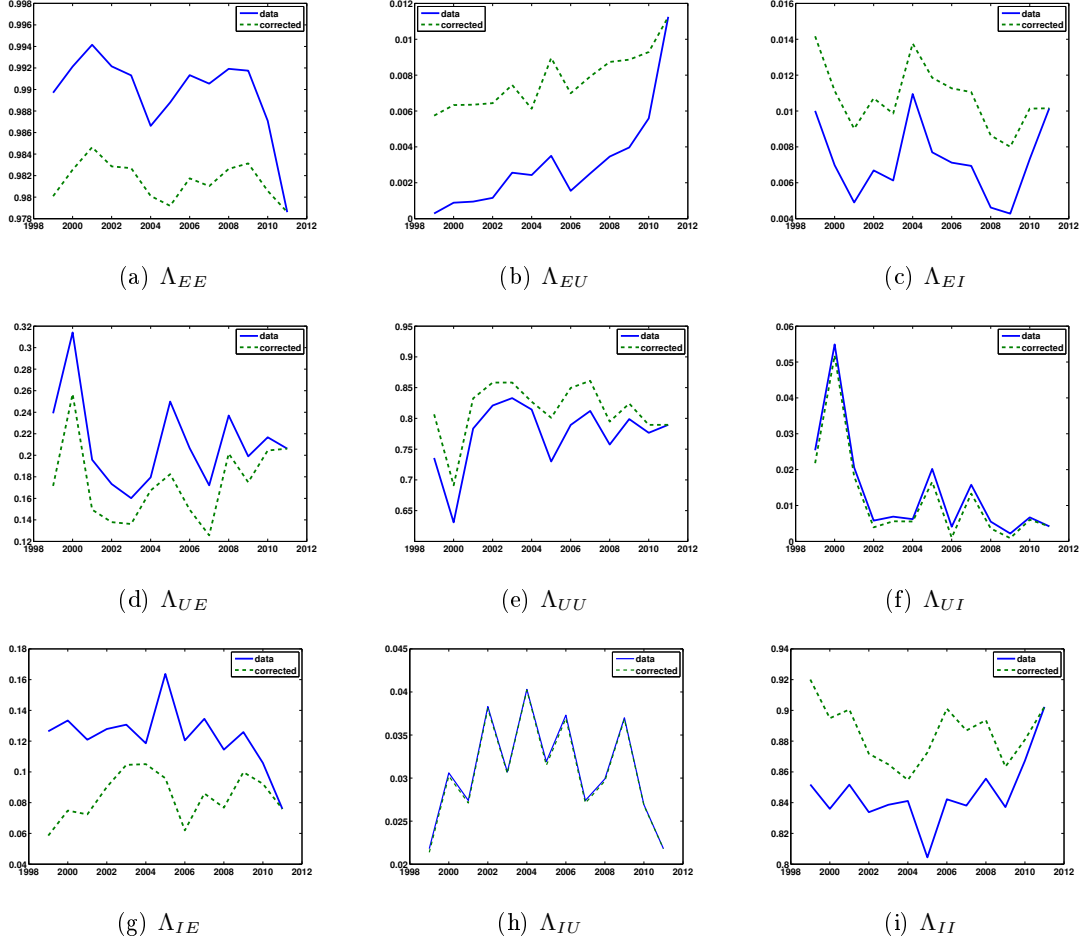 0.998
0.996
0.994
0.992
0.99
0.988
0.986
0.984
0.982
0.98
0.978
1998 2000 2002 2004 2006 2008 2010 2012
data
corrected
(a) Λ_EE
0.012
0.01
0.008
0.006
0.004
0.002
0
1998 2000 2002 2004 2006 2008 2010 2012
data
corrected
(b) Λ_EU
0.016
0.014
0.012
0.01
0.008
0.006
0.004
1998 2000 2002 2004 2006 2008 2010 2012
data
corrected
(c) Λ_EI
0.32
0.3
0.28
0.26
0.24
0.22
0.2
0.18
0.16
0.14
0.12
1998 2000 2002 2004 2006 2008 2010 2012
data
corrected
(d) Λ_UE
0.95
0.9
0.85
0.8
0.75
0.7
0.65
1998 2000 2002 2004 2006 2008 2010 2012
data
corrected
(e) Λ_UU
0.06
0.05
0.04
0.03
0.02
0.01
0
1998 2000 2002 2004 2006 2008 2010 2012
data
corrected
(f) Λ_UI
0.18
0.16
0.14
0.12
0.1
0.08
0.06
0.04
1998 2000 2002 2004 2006 2008 2010 2012
data
corrected
(g) Λ_IE
0.045
0.04
0.035
0.03
0.025
0.02
1998 2000 2002 2004 2006 2008 2010 2012
data
corrected
(h) Λ_IU
0.94
0.92
0.9
0.88
0.86
0.84
0.82
0.8
1998 2000 2002 2004 2006 2008 2010 2012
data
corrected
(i) Λ_II